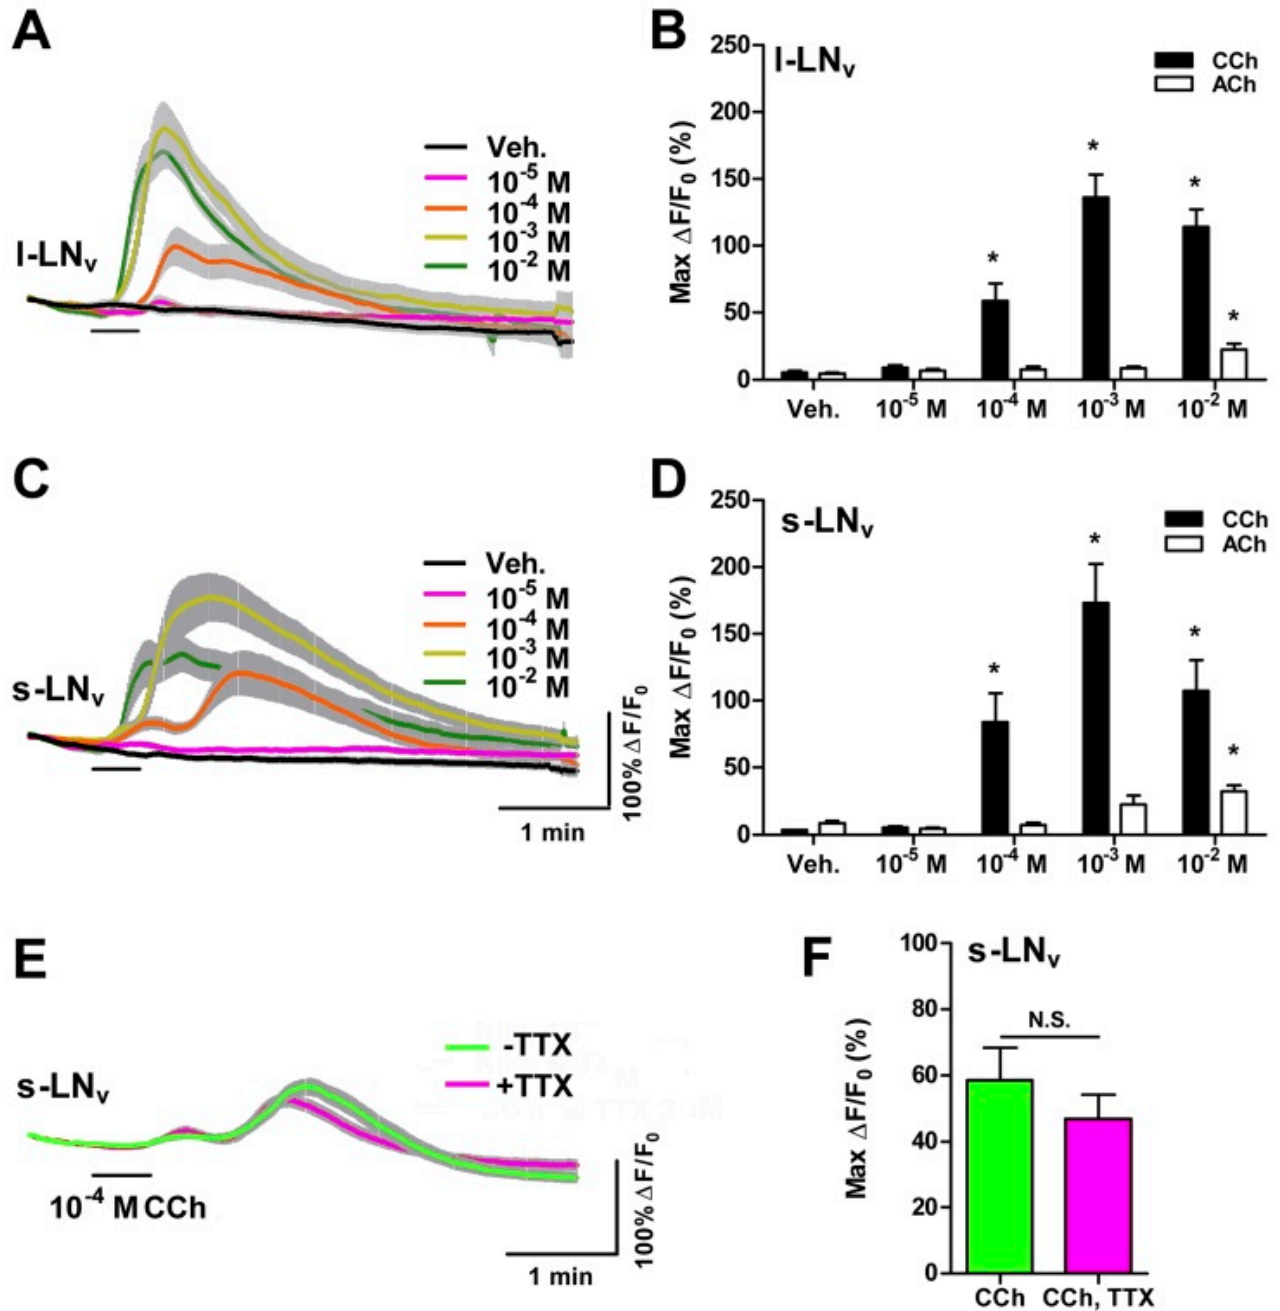 A
l-LNv
Veh.
10⁻⁵ M
10⁻⁴ M
10⁻³ M
10⁻² M
B
l-LNv
CCh
ACh
Max ΔF/F₀ (%)
250
200
150
100
50
0
*
*
*
*
Veh.
10⁻⁵ M
10⁻⁴ M
10⁻³ M
10⁻² M
C
s-LNv
Veh.
10⁻⁵ M
10⁻⁴ M
10⁻³ M
10⁻² M
100% ΔF/F₀
1 min
D
s-LNv
CCh
ACh
Max ΔF/F₀ (%)
250
200
150
100
50
0
*
*
*
*
Veh.
10⁻⁵ M
10⁻⁴ M
10⁻³ M
10⁻² M
E
s-LNv
-TTX
+TTX
10⁻⁴ M CCh
100% ΔF/F₀
1 min
F
s-LNv
Max ΔF/F₀ (%)
100
80
60
40
20
0
N.S.
CCh
CCh, TTX